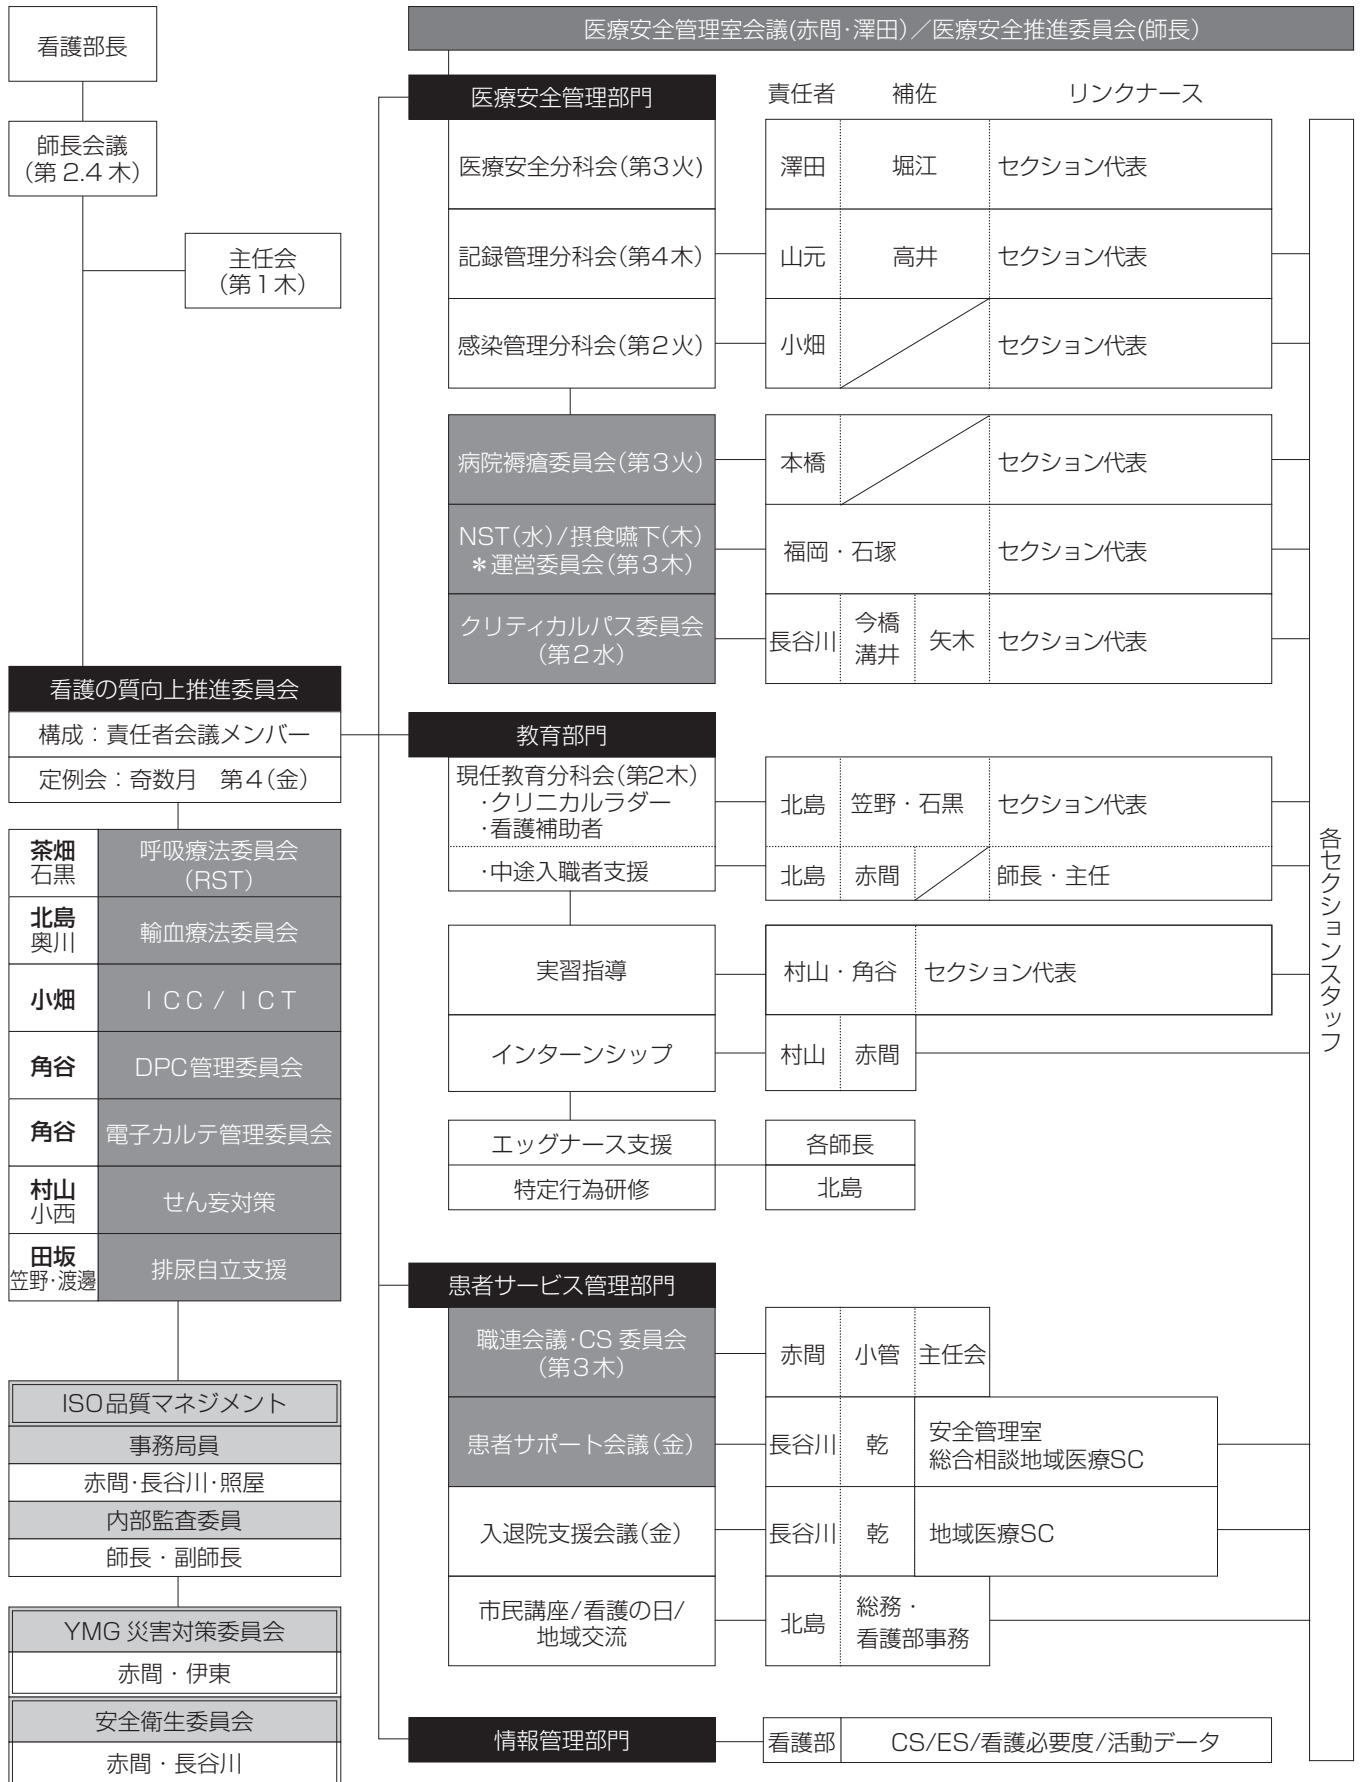 看護部長
師長会議
(第2.4木)
主任会
(第1木)
看護の質向上推進委員会
構成：責任者会議メンバー
定例会：奇数月　第4(金)
茶畑
石黒
呼吸療法委員会
(RST)
北島
奥川
輸血療法委員会
小畑
ICC/ICT
角谷
DPC管理委員会
角谷
電子カルテ管理委員会
村山
小西
せん妄対策
田坂
笠野・渡邊
排尿自立支援
ISO品質マネジメント
事務局員
赤間・長谷川・照屋
内部監査委員
師長・副師長
YMG 災害対策委員会
赤間・伊東
安全衛生委員会
赤間・長谷川
医療安全管理室会議(赤間・澤田)／医療安全推進委員会(師長)
医療安全管理部門
責任者　補佐　リンクナース
医療安全分科会(第3火)
澤田　堀江　セクション代表
記録管理分科会(第4木)
山元　高井　セクション代表
感染管理分科会(第2火)
小畑　セクション代表
病院褥瘡委員会(第3火)
本橋　セクション代表
NST(水)/摂食嚥下(木)
＊運営委員会(第3木)
福岡・石塚　セクション代表
クリティカルパス委員会
(第2水)
長谷川
今橋
溝井
矢木　セクション代表
教育部門
現任教育分科会(第2木)
・クリニカルラダー
・看護補助者
北島　笠野・石黒　セクション代表
・中途入職者支援
北島　赤間　師長・主任
実習指導
村山・角谷　セクション代表
インターンシップ
村山　赤間
エッグナース支援
各師長
特定行為研修
北島
患者サービス管理部門
職連会議・CS 委員会
(第3木)
赤間　小管　主任会
患者サポート会議(金)
長谷川　乾
安全管理室
総合相談地域医療SC
入退院支援会議(金)
長谷川　乾　地域医療SC
市民講座/看護の日/
地域交流
北島
総務・
看護部事務
情報管理部門
看護部　CS/ES/看護必要度/活動データ
各セクションスタッフ